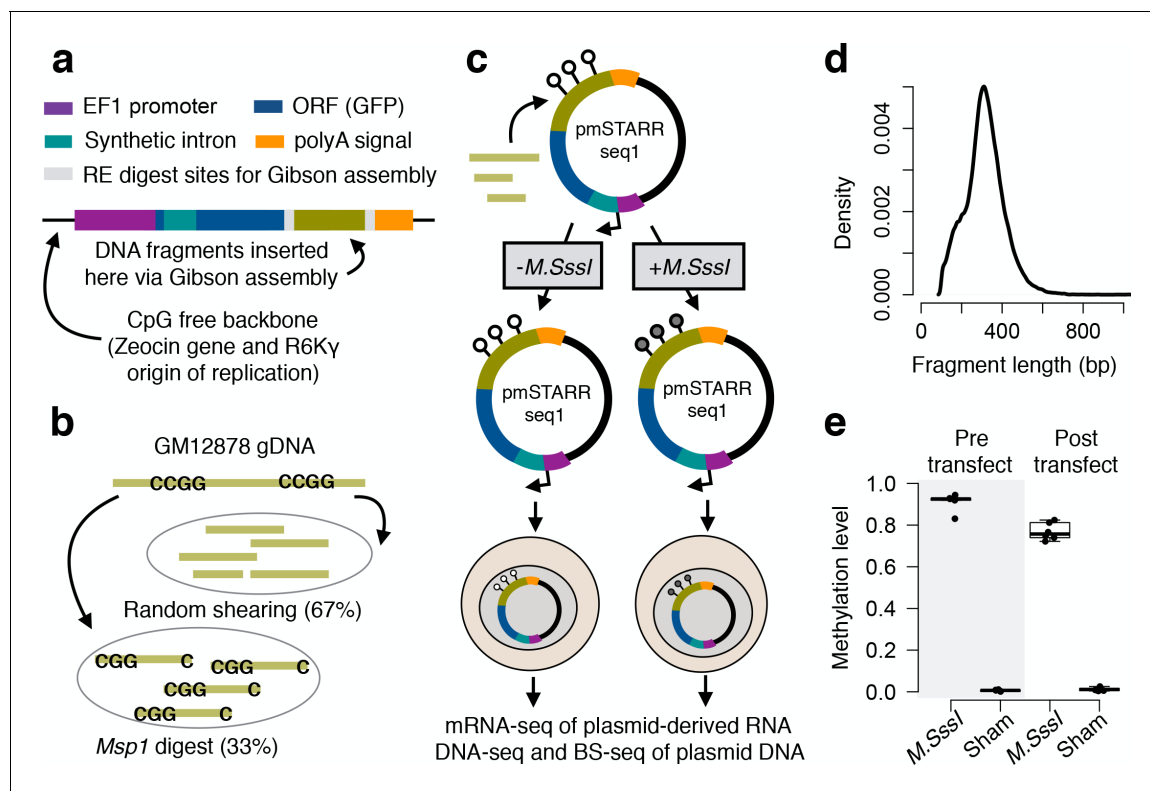 a
EF1 promoter
ORF (GFP)
Synthetic intron
polyA signal
RE digest sites for Gibson assembly
DNA fragments inserted
here via Gibson assembly
CpG free backbone
(Zeocin gene and R6Kγ
origin of replication)
b
GM12878 gDNA
CCGG
CCGG
Random shearing (67%)
CGG C
CGG C
CGG C
CGG C
Msp1 digest (33%)
c
pmSTARR
seq1
-M.SssI
+M.SssI
pmSTARR
seq1
pmSTARR
seq1
mRNA-seq of plasmid-derived RNA
DNA-seq and BS-seq of plasmid DNA
d
Density
0.004
0.002
0.000
0
400
800
Fragment length (bp)
e
Pre
transfect
Post
transfect
Methylation level
1.0
0.8
0.6
0.4
0.2
0.0
M.SssI
Sham
M.SssI
Sham